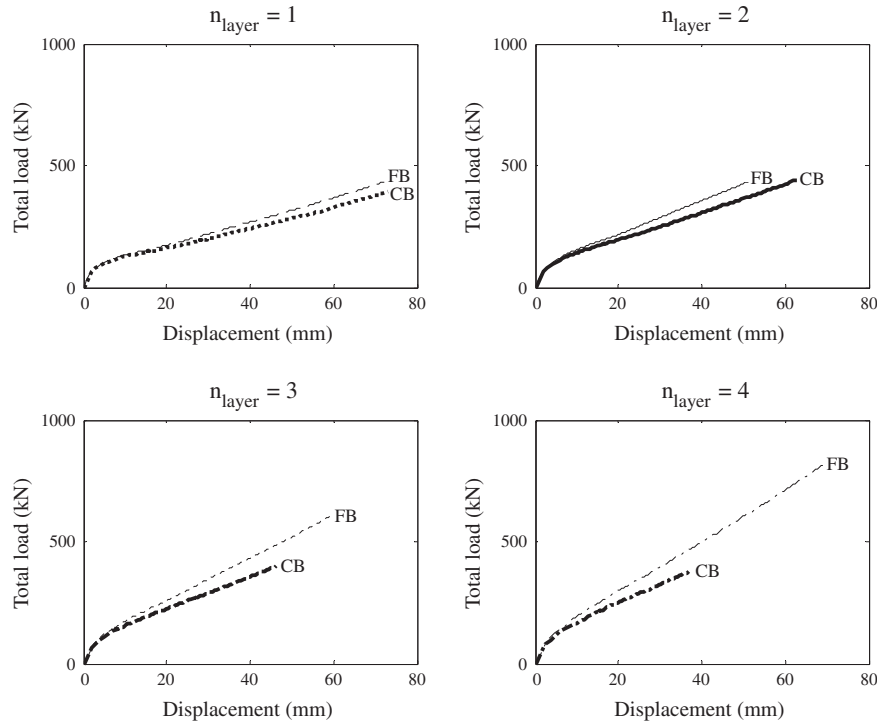 n_layer = 1
Total load (kN)
1000
500
0
FB
CB
0 20 40 60 80
Displacement (mm)
n_layer = 2
Total load (kN)
1000
500
0
FB
CB
0 20 40 60 80
Displacement (mm)
n_layer = 3
Total load (kN)
1000
500
0
FB
CB
0 20 40 60 80
Displacement (mm)
n_layer = 4
Total load (kN)
1000
500
0
FB
CB
0 20 40 60 80
Displacement (mm)